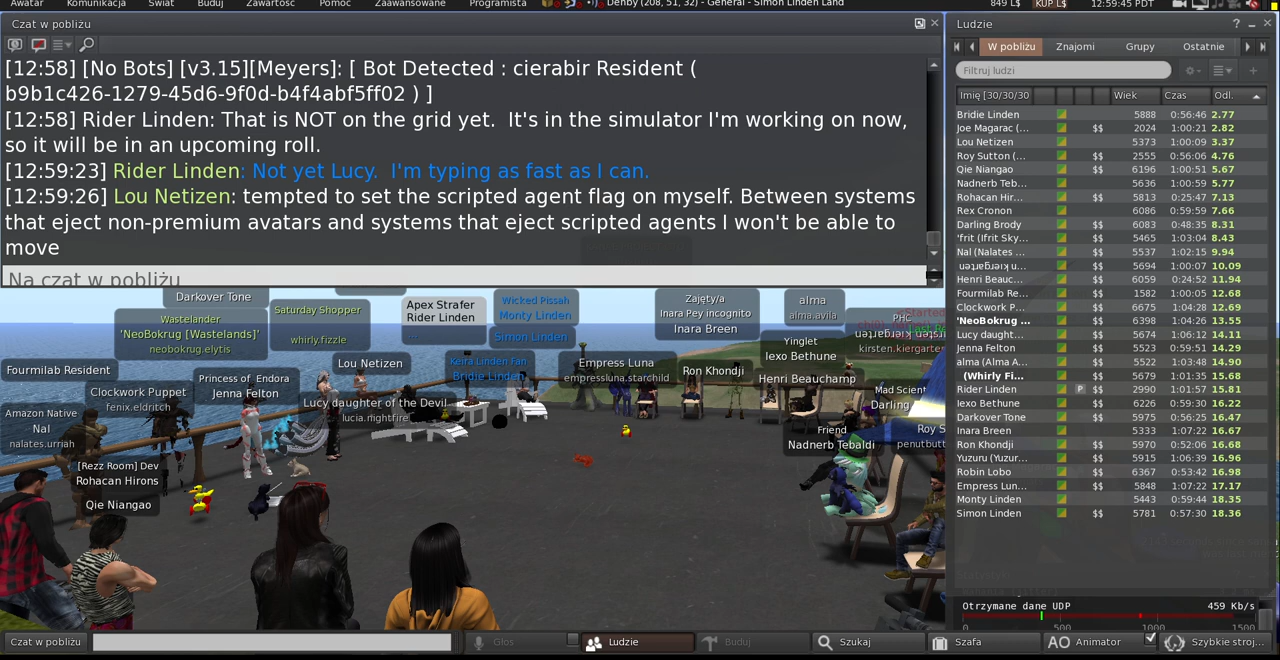 Awatar Komunikacja Świat Buduj Zawartość Pomoc Zaawansowane Programista Denby (208, 51, 32) - General - Simon Linden Land 889 L$ KUP L$ 12:59:45 PDT
Czat w pobliżu
[12:58] [No Bots] [v3.15][Meyers]: [ Bot Detected : cierabir Resident (
b9b1c426-1279-45d6-9f0d-b4f4abf5ff02 ) ]
[12:58] Rider Linden: That is NOT on the grid yet.  It's in the simulator I'm working on now,
so it will be in an upcoming roll.
[12:59:23] Rider Linden: Not yet Lucy.  I'm typing as fast as I can.
[12:59:26] Lou Netizen: tempted to set the scripted agent flag on myself. Between systems
that eject non-premium avatars and systems that eject scripted agents I won't be able to
move
Na czat w pobliżu
Darkover Tone
Wastelander
'NeoBokrug [Wastelands]'
neobokrug.elytis
Saturday Shopper
whirly.fizzle
Apex Strafer
Rider Linden
...
Wicked Pissah
Monty Linden
Simon Linden
Keira Linden Fan
Bridie Linden
Zajęty/a
Inara Pey incognito
Inara Breen
alma
alma.avila
PHC
kirsten.kiergarten
Yinglet
Iexo Bethune
Fourmilab Resident
Lou Netizen
Empress Luna
empressluna.starchild
Ron Khondji
Henri Beauchamp
Princess of Endora
Jenna Felton
Clockwork Puppet
fenix.eldritch
Lucy daughter of the Devil
lucia.nightfire
Mad Scient
Darling
Amazon Native
Nal
nalates.urriah
Friend
Nadnerb Tebaldi
Roy S
penutbutt
[Rezz Room] Dev
Rohacan Hirons
Qie Niangao
Ludzie
? _ ×
W pobliżu Znajomi Grupy Ostatnie
Filtruj ludzi
Imię [30/30/30 Wiek Czas Odl.
Bridie Linden 5888 0:56:46 2.77
Joe Magarac (... $$ 2024 1:00:21 2.82
Lou Netizen 5373 1:00:09 3.37
Roy Sutton (... $$ 2555 0:56:06 4.76
Qie Niangao $$ 6196 1:00:51 5.67
Nadnerb Teb... 5636 1:00:59 5.77
Rohacan Hir... $$ 5813 0:25:47 7.13
Rex Cronon 6086 0:59:59 7.66
Darling Brody $$ 6083 0:48:35 8.31
'frit (Ifrit Sky... $$ 5465 1:03:04 8.43
Nal (Nalates ... $$ 5537 1:02:15 9.94
$$ 5694 1:00:07 10.09
Henri Beauc... $$ 6059 0:24:52 11.94
Fourmilab Re... $$ 1582 1:00:05 12.68
Clockwork P... $$ 6675 1:04:28 12.69
'NeoBokrug ... $$ 6398 1:04:26 13.55
Lucy daught... $$ 5674 1:06:12 14.11
Jenna Felton $$ 5523 0:59:51 14.29
alma (Alma A... $$ 5522 1:03:48 14.90
(Whirly Fi... $$ 5679 1:01:35 15.68
Rider Linden P 2990 1:01:57 15.81
Iexo Bethune $$ 6226 0:59:30 16.22
Darkover Tone $$ 5975 0:56:25 16.47
Inara Breen 5333 1:07:22 16.67
Ron Khondji $$ 5970 0:52:06 16.68
Yuzuru (Yuzur... $$ 5915 1:06:39 16.96
Robin Lobo $$ 6367 0:53:42 16.98
Empress Lun... $$ 5848 1:07:22 17.17
Monty Linden 5443 0:59:44 18.35
Simon Linden $$ 5781 0:57:30 18.36
Otrzymane dane UDP 459 Kb/s
0 500 1000 1500
Czat w pobliżu Głos Ludzie Buduj Szukaj Szafa AO Animator Szybkie stroj...